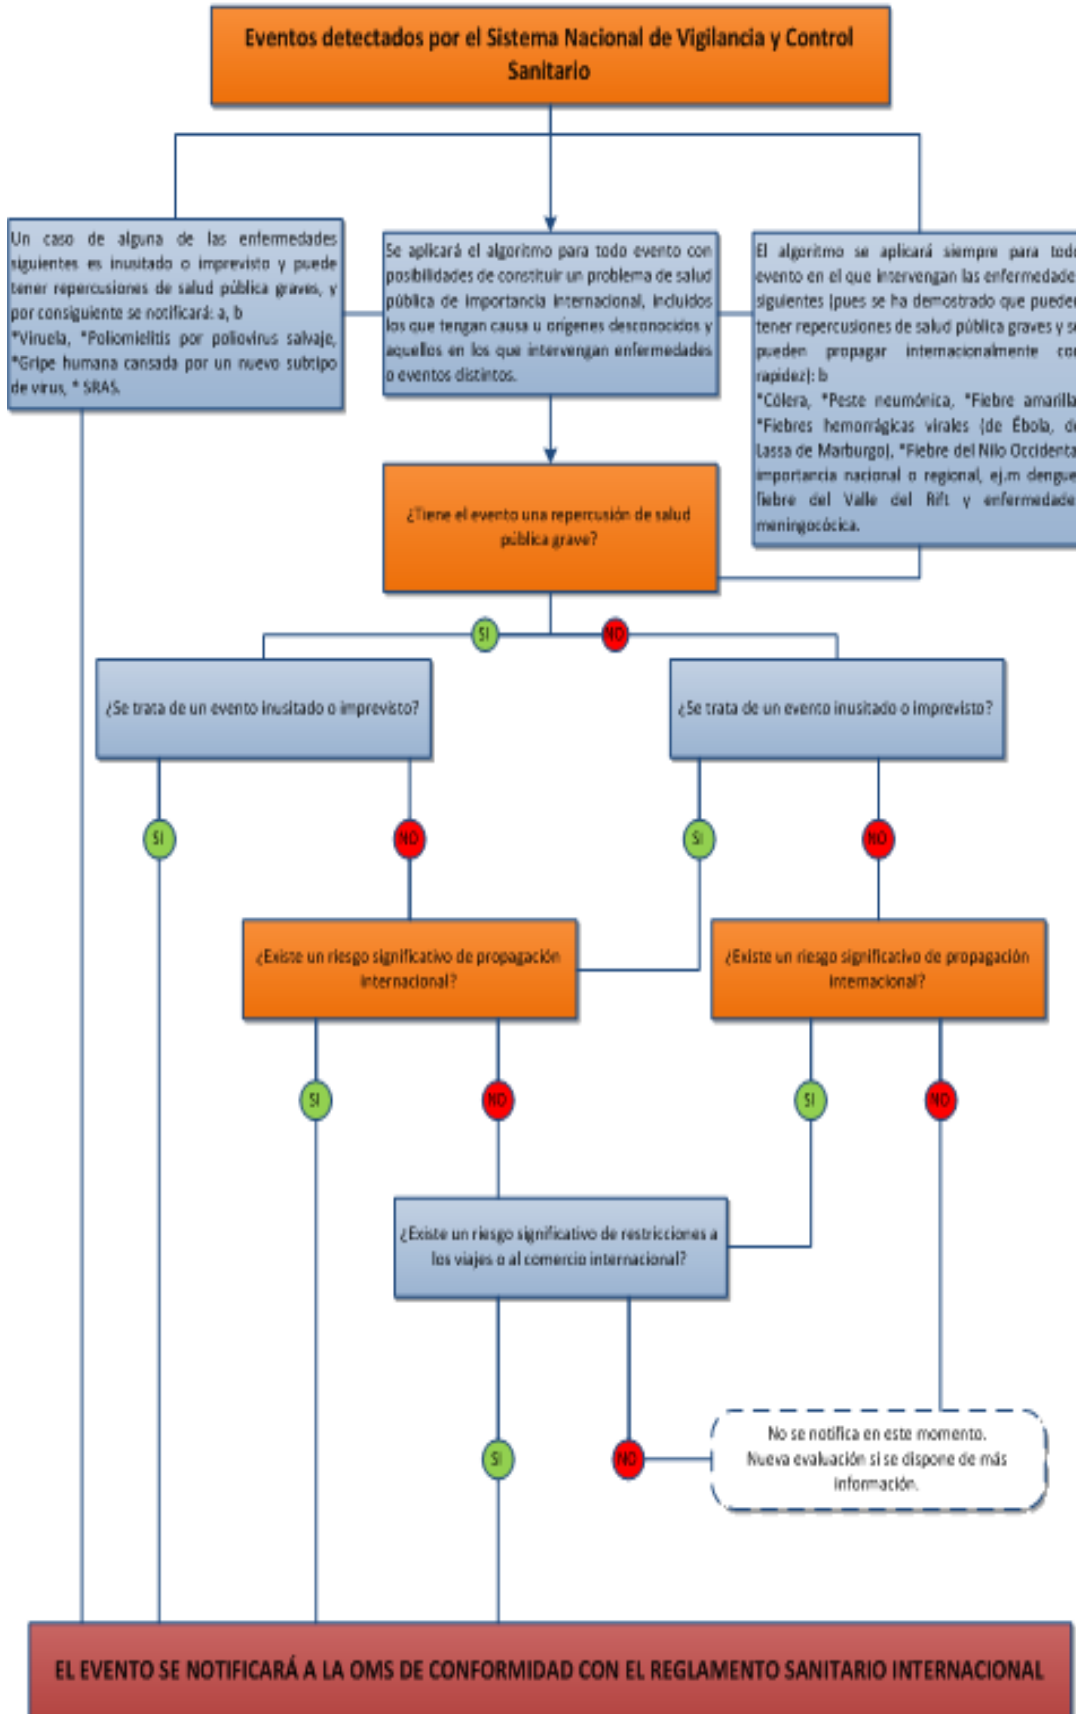 Eventos detectados por el Sistema Nacional de Vigilancia y Control
Sanitario
Un caso de alguna de las enfermedades
siguientes es inusitado o imprevisto y puede
tener repercusiones de salud pública graves, y
por consiguiente se notificará: a, b
*Viruela, *Poliomielitis por poliovirus salvaje,
*Gripe humana cansada por un nuevo subtipo
de virus, * SRAS.
Se aplicará el algoritmo para todo evento con
posibilidades de constituir un problema de salud
pública de importancia internacional, incluidos
los que tengan causa u orígenes desconocidos y
aquellos en los que intervengan enfermedades
o eventos distintos.
El algoritmo se aplicará siempre para todo
evento en el que intervengan las enfermedade
siguientes (pues se ha demostrado que pueden
tener repercusiones de salud pública graves y se
pueden propagar internacionalmente con
rapidez): b
*Cólera, *Peste neumónica, *Fiebre amarilla
*Fiebres hemorrágicas virales (de Ébola, de
Lassa de Marburgo), *Fiebre del Nilo Occidenta
importancia nacional o regional, ej.m dengue
fiebre del Valle del Rift y enfermedade
meningocócica.
¿Tiene el evento una repercusión de salud
pública grave?
SI
NO
¿Se trata de un evento inusitado o imprevisto?
¿Se trata de un evento inusitado o imprevisto?
SI
NO
SI
NO
¿Existe un riesgo significativo de propagación
internacional?
¿Existe un riesgo significativo de propagación
internacional?
SI
NO
SI
NO
¿Existe un riesgo significativo de restricciones a
los viajes o al comercio internacional?
No se notifica en este momento.
Nueva evaluación si se dispone de más
información.
SI
NO
EL EVENTO SE NOTIFICARÁ A LA OMS DE CONFORMIDAD CON EL REGLAMENTO SANITARIO INTERNACIONAL